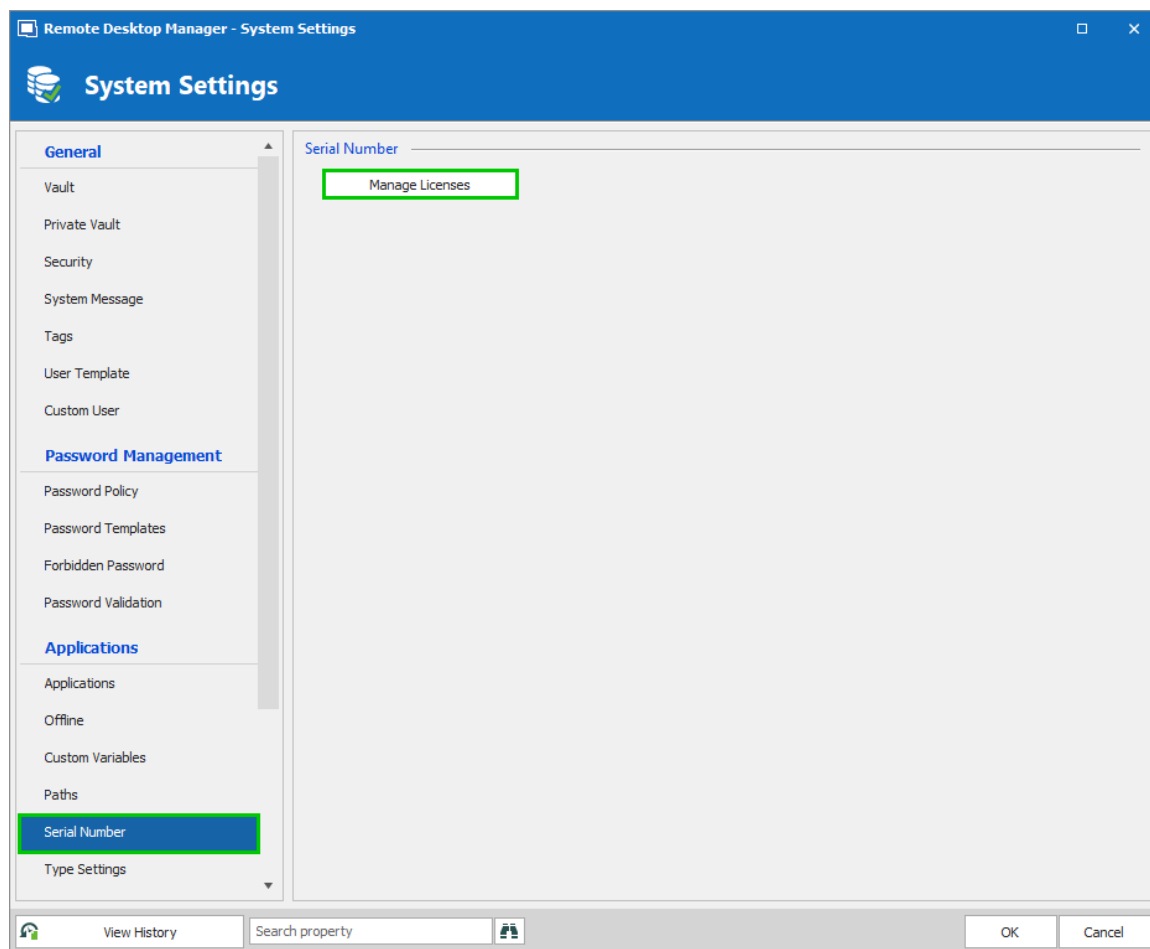 Remote Desktop Manager - System Settings
System Settings
General
Vault
Private Vault
Security
System Message
Tags
User Template
Custom User
Password Management
Password Policy
Password Templates
Forbidden Password
Password Validation
Applications
Applications
Offline
Custom Variables
Paths
Serial Number
Type Settings
Serial Number
Manage Licenses
View History
Search property
OK
Cancel